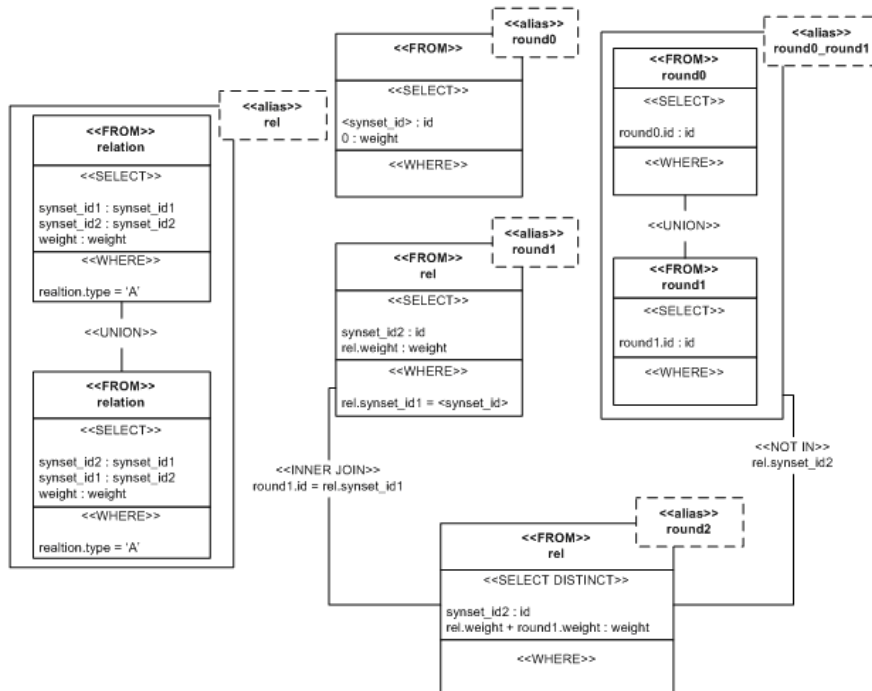 <<alias>>
rel
<<FROM>>
relation
<<SELECT>>
synset_id1 : synset_id1
synset_id2 : synset_id2
weight : weight
<<WHERE>>
realtion.type = ‘A’
<<UNION>>
<<FROM>>
relation
<<SELECT>>
synset_id2 : synset_id1
synset_id1 : synset_id2
weight : weight
<<WHERE>>
realtion.type = ‘A’
<<alias>>
round0
<<FROM>>
<<SELECT>>
<synset_id> : id
0 : weight
<<WHERE>>
<<alias>>
round1
<<FROM>>
rel
<<SELECT>>
synset_id2 : id
rel.weight : weight
<<WHERE>>
rel.synset_id1 = <synset_id>
<<alias>>
round0_round1
<<FROM>>
round0
<<SELECT>>
round0.id : id
<<WHERE>>
<<UNION>>
<<FROM>>
round1
<<SELECT>>
round1.id : id
<<WHERE>>
<<INNER JOIN>>
round1.id = rel.synset_id1
<<NOT IN>>
rel.synset_id2
<<alias>>
round2
<<FROM>>
rel
<<SELECT DISTINCT>>
synset_id2 : id
rel.weight + round1.weight : weight
<<WHERE>>